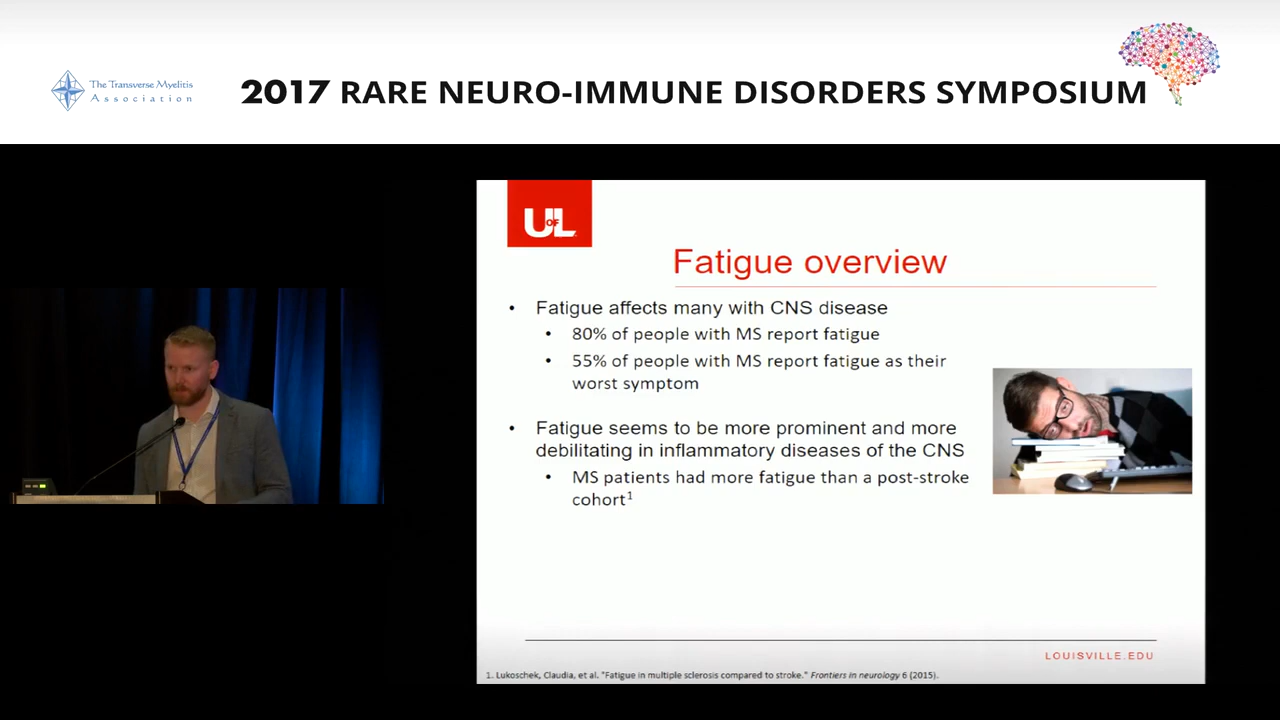 The Transverse Myelitis
Association
2017 RARE NEURO-IMMUNE DISORDERS SYMPOSIUM
UofL
Fatigue overview
• Fatigue affects many with CNS disease
• 80% of people with MS report fatigue
• 55% of people with MS report fatigue as their
worst symptom
• Fatigue seems to be more prominent and more
debilitating in inflammatory diseases of the CNS
• MS patients had more fatigue than a post-stroke
cohort1
LOUISVILLE.EDU
1. Lukoschek, Claudia, et al. "Fatigue in multiple sclerosis compared to stroke." Frontiers in neurology 6 (2015).